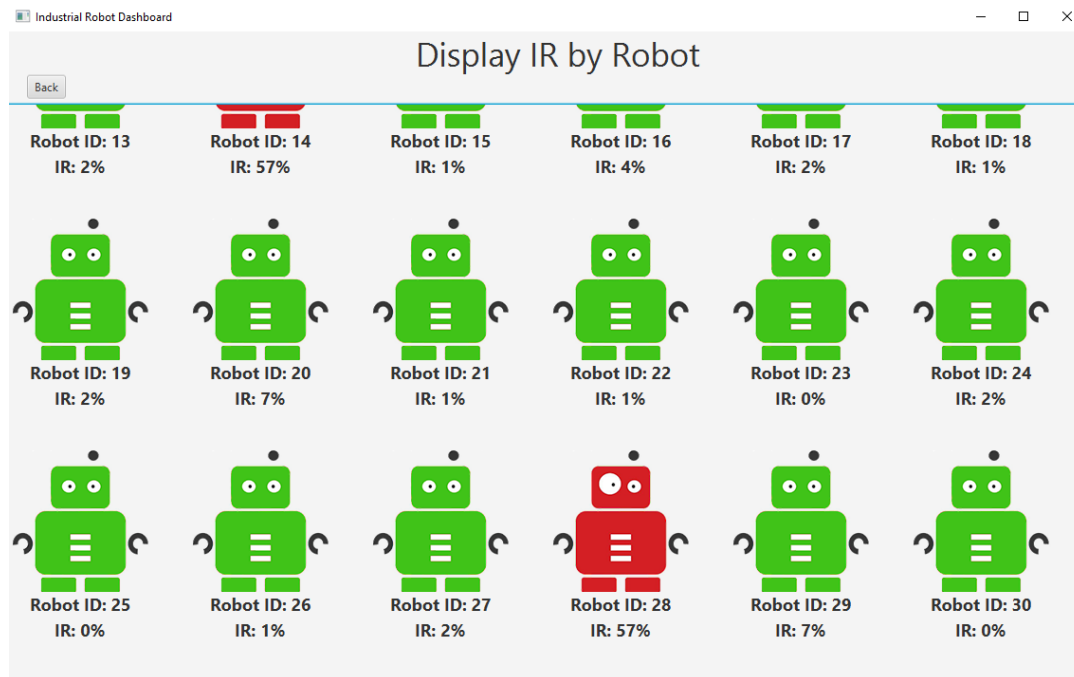 Industrial Robot Dashboard
Display IR by Robot
Back
Robot ID: 13 Robot ID: 14 Robot ID: 15 Robot ID: 16 Robot ID: 17 Robot ID: 18
IR: 2% IR: 57% IR: 1% IR: 4% IR: 2% IR: 1%
Robot ID: 19 Robot ID: 20 Robot ID: 21 Robot ID: 22 Robot ID: 23 Robot ID: 24
IR: 2% IR: 7% IR: 1% IR: 1% IR: 0% IR: 2%
Robot ID: 25 Robot ID: 26 Robot ID: 27 Robot ID: 28 Robot ID: 29 Robot ID: 30
IR: 0% IR: 1% IR: 2% IR: 57% IR: 7% IR: 0%